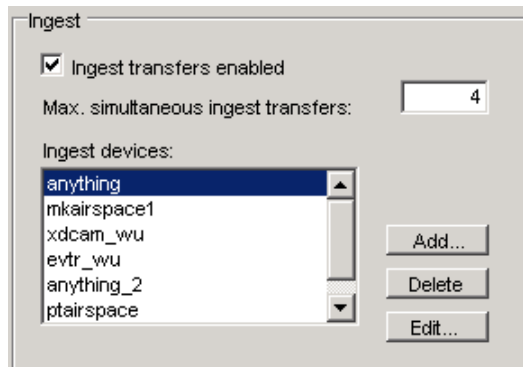 Ingest
Ingest transfers enabled
Max. simultaneous ingest transfers: 4
Ingest devices:
anything
mkairspace1
xdcam_wu
evtr_wu
anything_2
ptairspace
Add...
Delete
Edit...